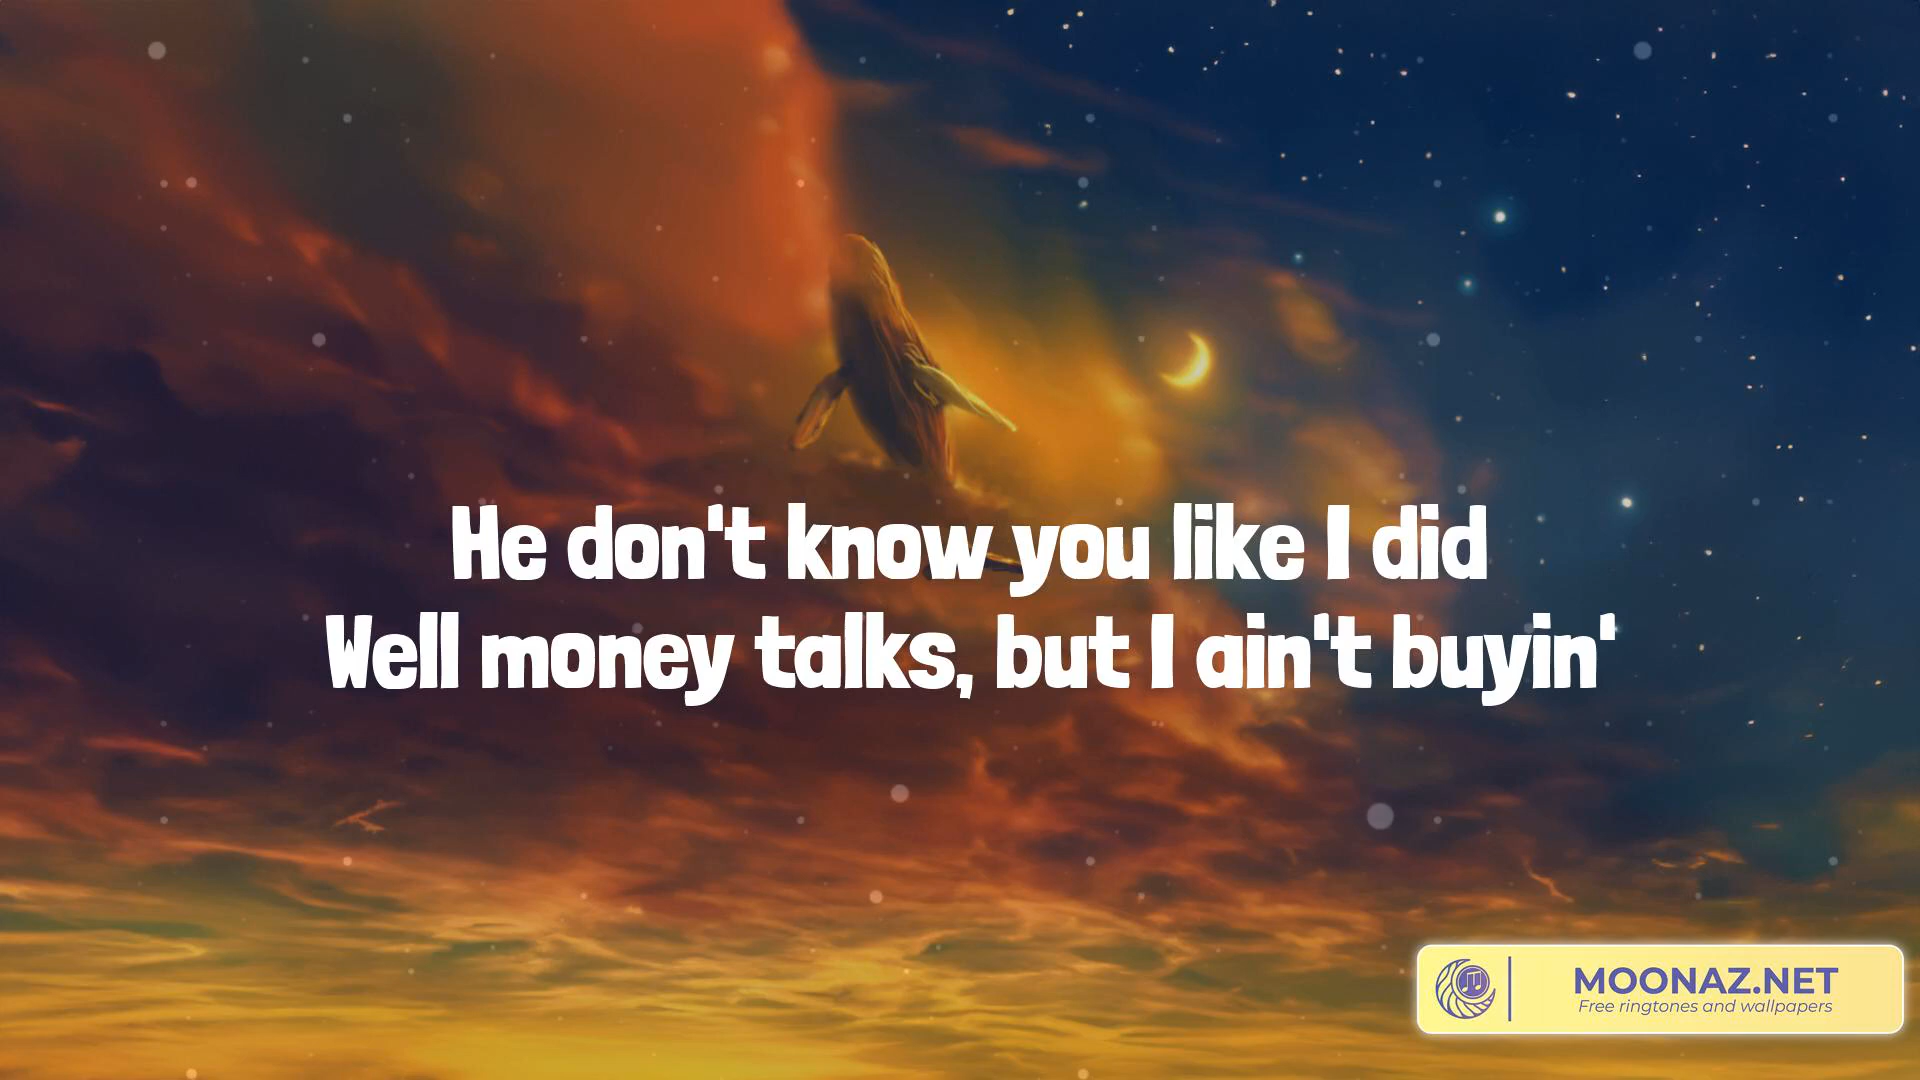 He don't know you like I did
Well money talks, but I ain't buyin'
MOONAZ.NET
Free ringtones and wallpapers